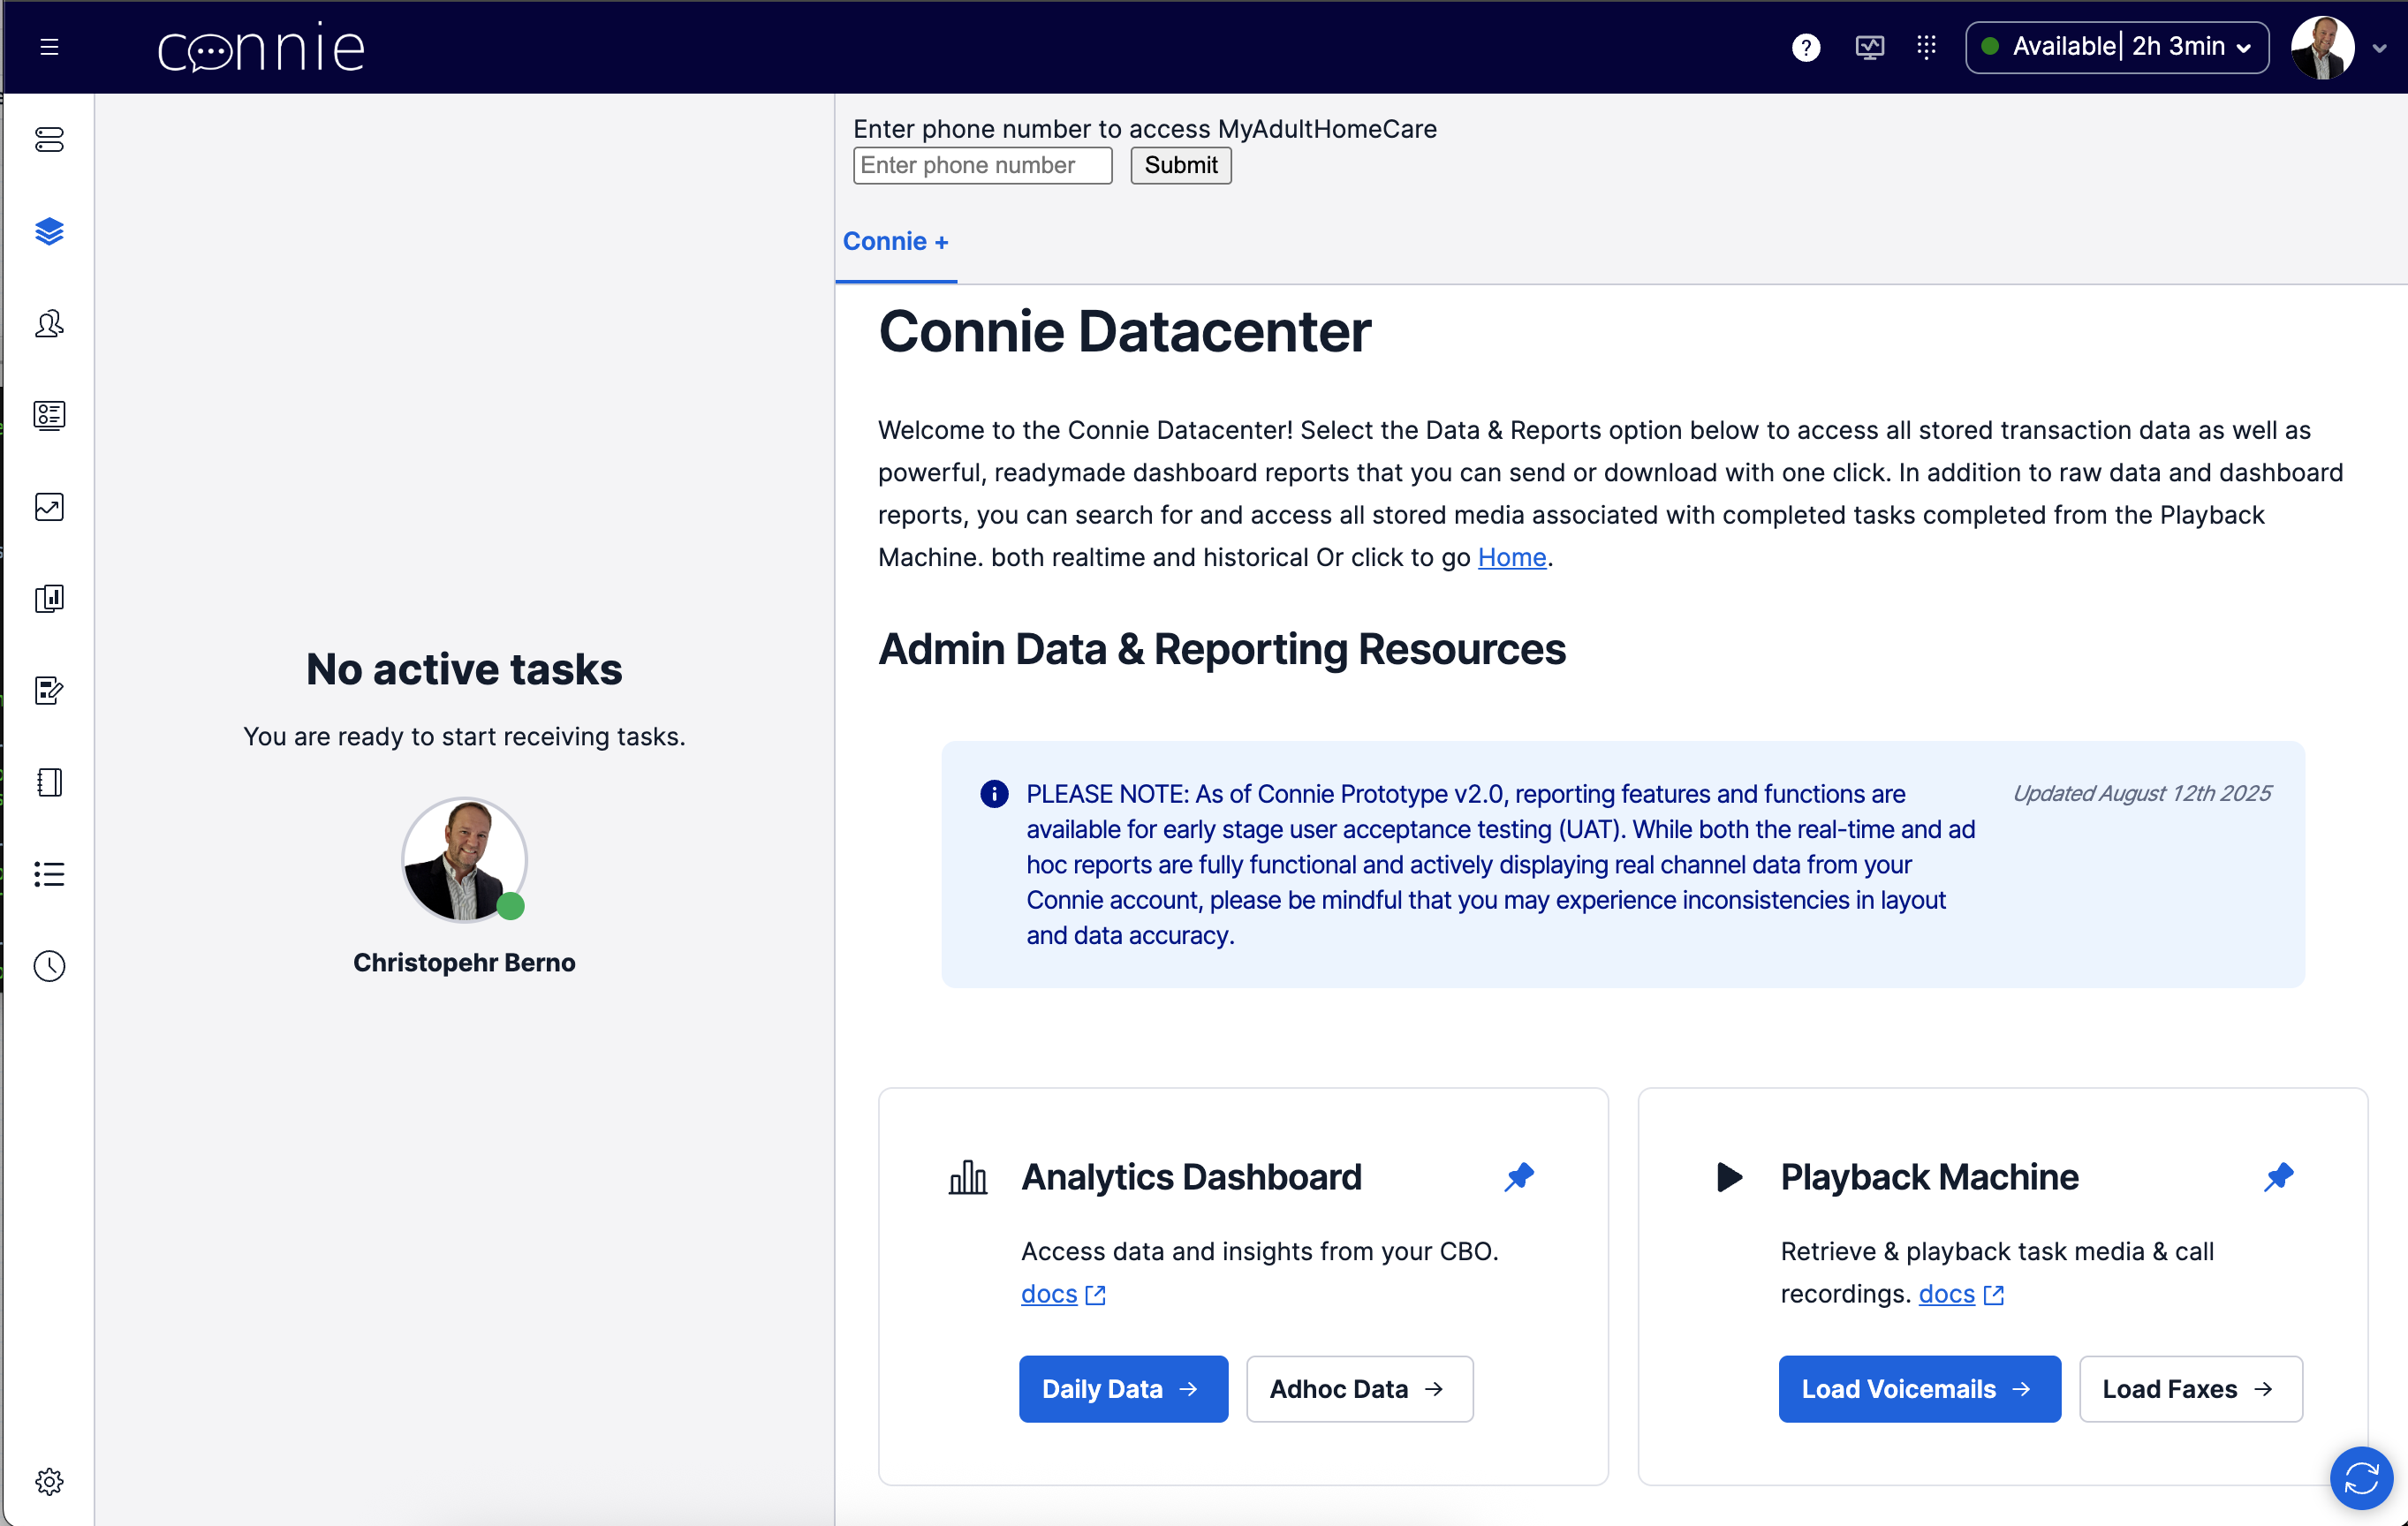 connie
? Available| 2h 3min
Enter phone number to access MyAdultHomeCare
Enter phone number Submit
Connie +
Connie Datacenter
Welcome to the Connie Datacenter! Select the Data & Reports option below to access all stored transaction data as well as
powerful, readymade dashboard reports that you can send or download with one click. In addition to raw data and dashboard
reports, you can search for and access all stored media associated with completed tasks completed from the Playback
Machine. both realtime and historical Or click to go Home.
Admin Data & Reporting Resources
No active tasks
You are ready to start receiving tasks.
Christopehr Berno
PLEASE NOTE: As of Connie Prototype v2.0, reporting features and functions are
available for early stage user acceptance testing (UAT). While both the real-time and ad
hoc reports are fully functional and actively displaying real channel data from your
Connie account, please be mindful that you may experience inconsistencies in layout
and data accuracy.
Updated August 12th 2025
Analytics Dashboard
Access data and insights from your CBO.
docs
Daily Data → Adhoc Data →
Playback Machine
Retrieve & playback task media & call
recordings. docs
Load Voicemails → Load Faxes →